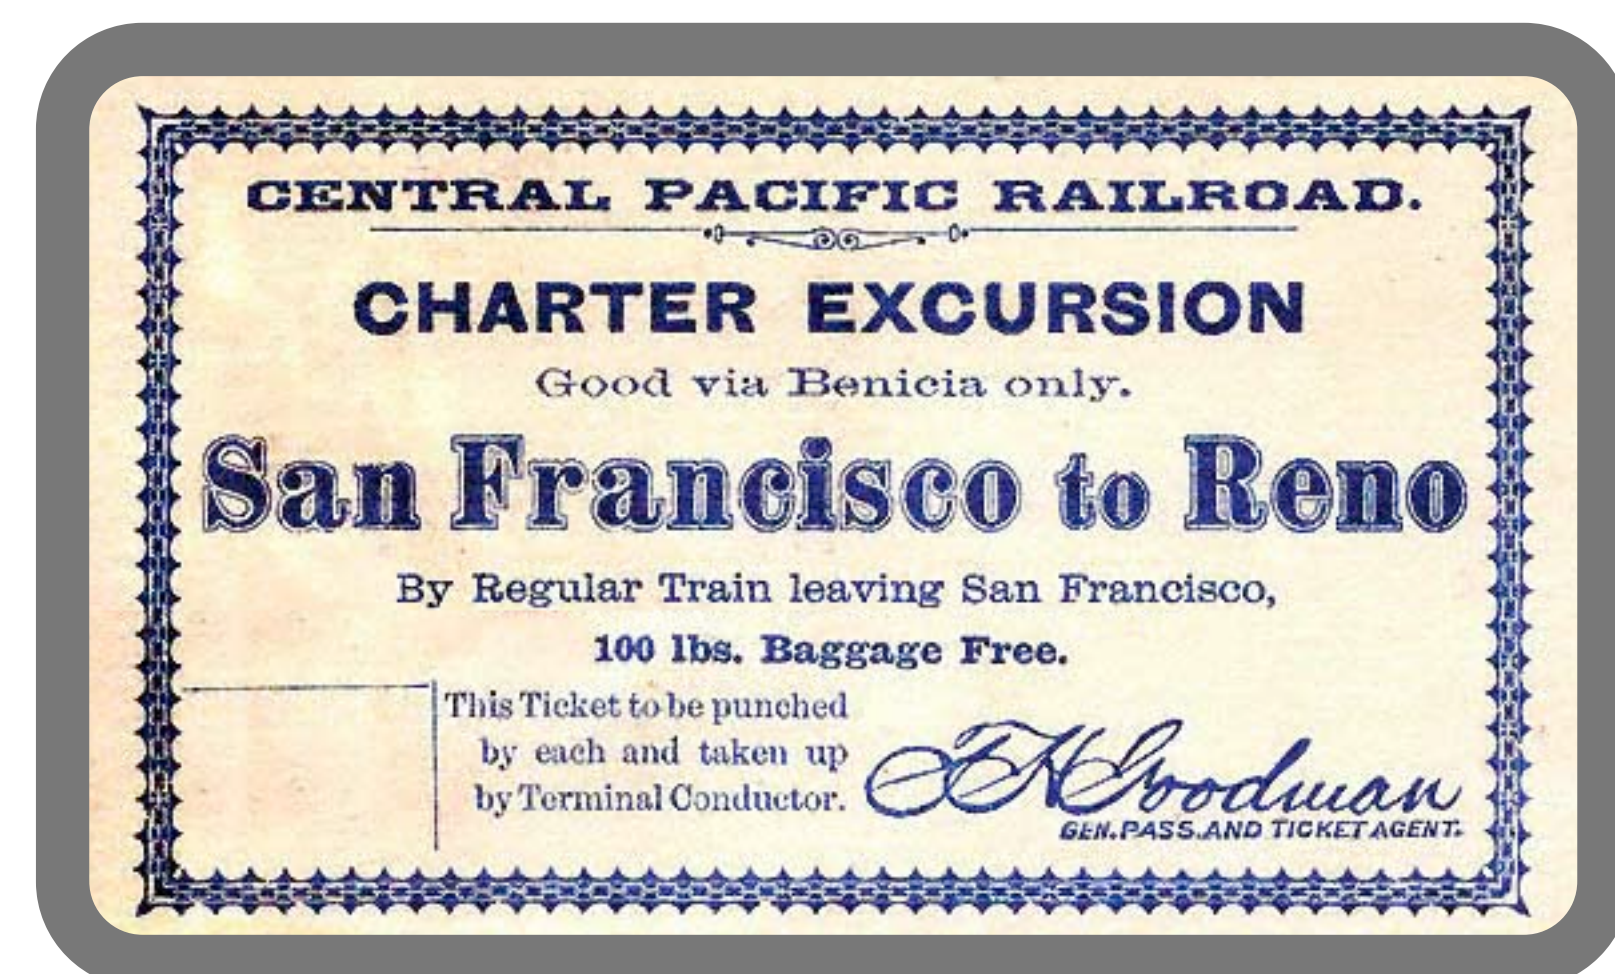 CENTRAL PACIFIC RAILROAD.
CHARTER EXCURSION
Good via Benicia only.
San Francisco to Reno
By Regular Train leaving San Francisco,
100 lbs. Baggage Free.
This Ticket to be punched
by each and taken up
by Terminal Conductor.
F H Goodman
GEN. PASS. AND TICKET AGENT.